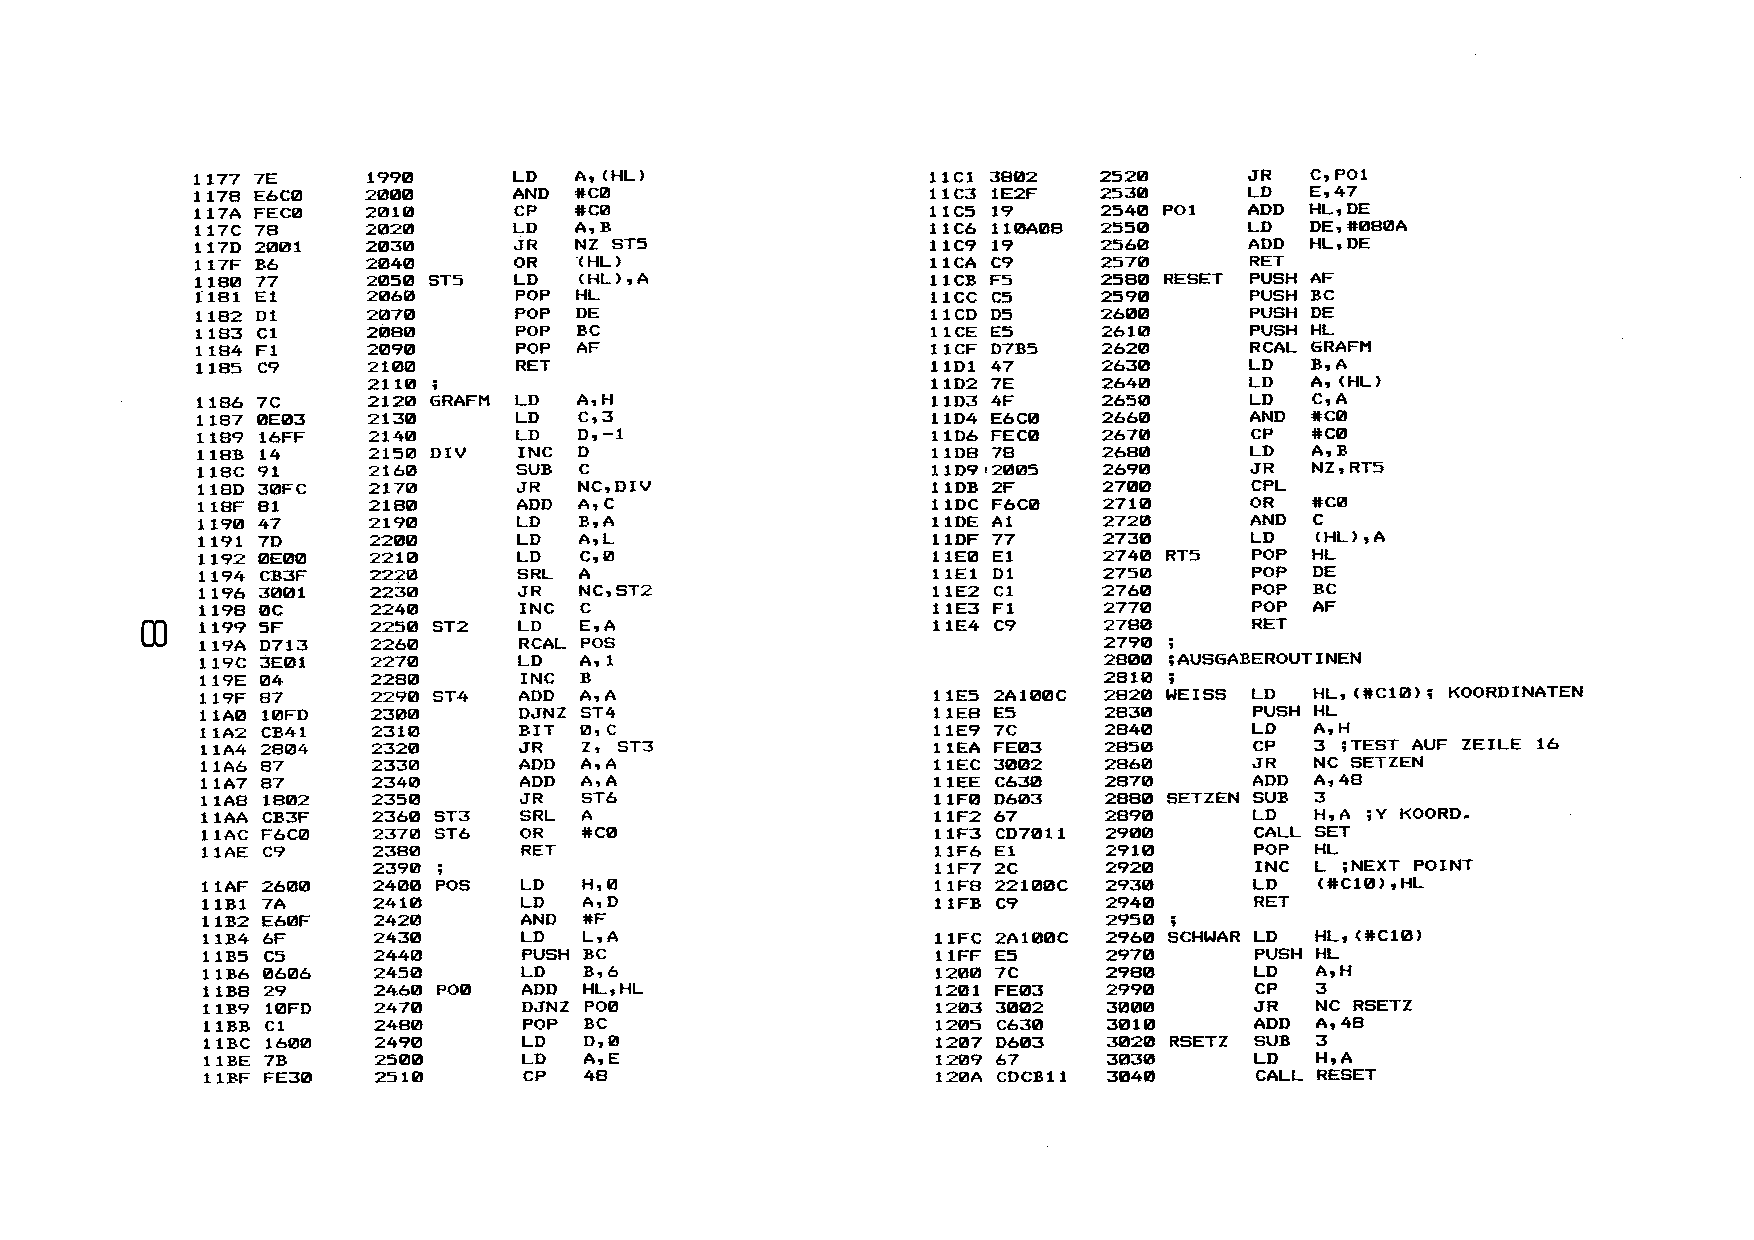 1177 7E 1990 LD A,(HL)
1178 E6C0 2000 AND #C0
117A FEC0 2010 CP #C0
117C 78 2020 LD A,B
117D 2001 2030 JR NZ ST5
117F B6 2040 OR (HL)
1180 77 2050 ST5 LD (HL),A
1181 E1 2060 POP HL
1182 D1 2070 POP DE
1183 C1 2080 POP BC
1184 F1 2090 POP AF
1185 C9 2100 RET
2110 ;
1186 7C 2120 GRAFM LD A,H
1187 0E03 2130 LD C,3
1189 16FF 2140 LD D,-1
118B 14 2150 DIV INC D
118C 91 2160 SUB C
118D 30FC 2170 JR NC,DIV
118F 81 2180 ADD A,C
1190 47 2190 LD B,A
1191 7D 2200 LD A,L
1192 0E00 2210 LD C,0
1194 CB3F 2220 SRL A
1196 3001 2230 JR NC,ST2
1198 0C 2240 INC C
1199 5F 2250 ST2 LD E,A
119A D713 2260 RCAL POS
119C 3E01 2270 LD A,1
119E 04 2280 INC B
119F 87 2290 ST4 ADD A,A
11A0 10FD 2300 DJNZ ST4
11A2 CB41 2310 BIT 0,C
11A4 2804 2320 JR Z, ST3
11A6 87 2330 ADD A,A
11A7 87 2340 ADD A,A
11A8 1802 2350 JR ST6
11AA CB3F 2360 ST3 SRL A
11AC F6C0 2370 ST6 OR #C0
11AE C9 2380 RET
2390 ;
11AF 2600 2400 POS LD H,0
11B1 7A 2410 LD A,D
11B2 E60F 2420 AND #F
11B4 6F 2430 LD L,A
11B5 C5 2440 PUSH BC
11B6 0606 2450 LD B,6
11B8 29 2460 PO0 ADD HL,HL
11B9 10FD 2470 DJNZ PO0
11BB C1 2480 POP BC
11BC 1600 2490 LD D,0
11BE 7B 2500 LD A,E
11BF FE30 2510 CP 48
8
11C1 3802 2520 JR C,PO1
11C3 1E2F 2530 LD E,47
11C5 19 2540 PO1 ADD HL,DE
11C6 110A08 2550 LD DE,#080A
11C9 19 2560 ADD HL,DE
11CA C9 2570 RET
11CB F5 2580 RESET PUSH AF
11CC C5 2590 PUSH BC
11CD D5 2600 PUSH DE
11CE E5 2610 PUSH HL
11CF D7B5 2620 RCAL GRAFM
11D1 47 2630 LD B,A
11D2 7E 2640 LD A,(HL)
11D3 4F 2650 LD C,A
11D4 E6C0 2660 AND #C0
11D6 FEC0 2670 CP #C0
11D8 78 2680 LD A,B
11D9 2005 2690 JR NZ,RT5
11DB 2F 2700 CPL
11DC F6C0 2710 OR #C0
11DE A1 2720 AND C
11DF 77 2730 LD (HL),A
11E0 E1 2740 RT5 POP HL
11E1 D1 2750 POP DE
11E2 C1 2760 POP BC
11E3 F1 2770 POP AF
11E4 C9 2780 RET
2790 ;
2800 ;AUSGABEROUTINEN
2810 ;
11E5 2A100C 2820 WEISS LD HL,(#C10); KOORDINATEN
11E8 E5 2830 PUSH HL
11E9 7C 2840 LD A,H
11EA FE03 2850 CP 3 ;TEST AUF ZEILE 16
11EC 3002 2860 JR NC SETZEN
11EE C630 2870 ADD A,48
11F0 D603 2880 SETZEN SUB 3
11F2 67 2890 LD H,A ;Y KOORD.
11F3 CD7011 2900 CALL SET
11F6 E1 2910 POP HL
11F7 2C 2920 INC L ;NEXT POINT
11F8 22100C 2930 LD (#C10),HL
11FB C9 2940 RET
2950 ;
11FC 2A100C 2960 SCHWAR LD HL,(#C10)
11FF E5 2970 PUSH HL
1200 7C 2980 LD A,H
1201 FE03 2990 CP 3
1203 3002 3000 JR NC RSETZ
1205 C630 3010 ADD A,48
1207 D603 3020 RSETZ SUB 3
1209 67 3030 LD H,A
120A CDCB11 3040 CALL RESET